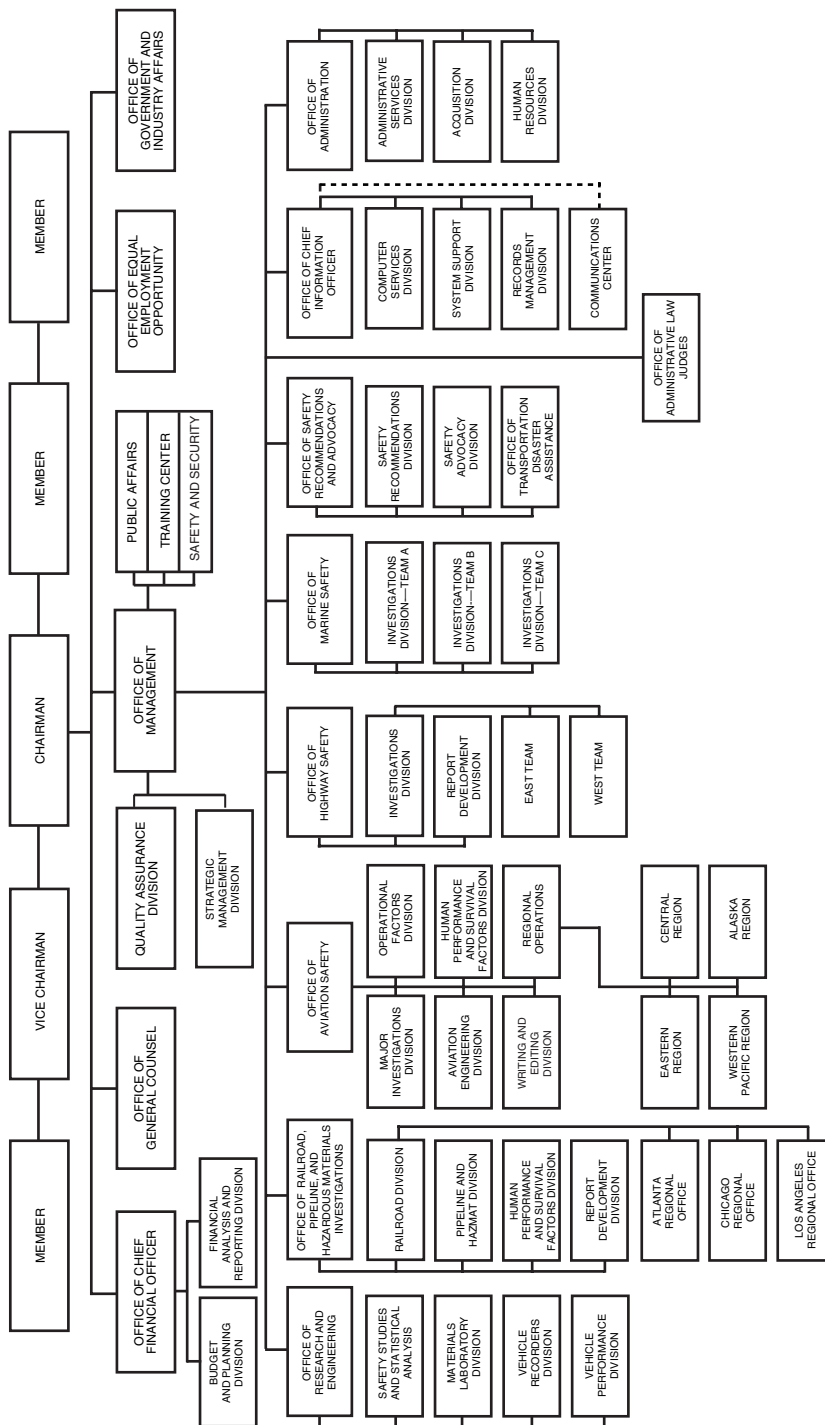 MEMBER
VICE CHAIRMAN
CHAIRMAN
MEMBER
MEMBER
OFFICE OF CHIEF
FINANCIAL OFFICER
OFFICE OF
GENERAL COUNSEL
OFFICE OF
MANAGEMENT
OFFICE OF EQUAL
EMPLOYMENT
OPPORTUNITY
OFFICE OF
GOVERNMENT AND
INDUSTRY AFFAIRS
BUDGET
AND PLANNING
DIVISION
FINANCIAL
ANALYSIS AND
REPORTING DIVISION
QUALITY ASSURANCE
DIVISION
STRATEGIC
MANAGEMENT
DIVISION
PUBLIC AFFAIRS
TRAINING CENTER
SAFETY AND SECURITY
OFFICE OF
RESEARCH AND
ENGINEERING
SAFETY STUDIES
AND STATISTICAL
ANALYSIS
MATERIALS
LABORATORY
DIVISION
VEHICLE
RECORDERS
DIVISION
VEHICLE
PERFORMANCE
DIVISION
OFFICE OF RAILROAD,
PIPELINE, AND
HAZARDOUS MATERIALS
INVESTIGATIONS
RAILROAD DIVISION
PIPELINE AND
HAZMAT DIVISION
HUMAN
PERFORMANCE
AND SURVIVAL
FACTORS DIVISION
REPORT
DEVELOPMENT
DIVISION
ATLANTA
REGIONAL
OFFICE
CHICAGO
REGIONAL
OFFICE
LOS ANGELES
REGIONAL OFFICE
OFFICE OF
AVIATION SAFETY
MAJOR
INVESTIGATIONS
DIVISION
OPERATIONAL
FACTORS
DIVISION
AVIATION
ENGINEERING
DIVISION
HUMAN
PERFORMANCE
AND SURVIVAL
FACTORS DIVISION
WRITING AND
EDITING
DIVISION
REGIONAL
OPERATIONS
EASTERN
REGION
CENTRAL
REGION
WESTERN
PACIFIC REGION
ALASKA
REGION
OFFICE OF
HIGHWAY SAFETY
INVESTIGATIONS
DIVISION
REPORT
DEVELOPMENT
DIVISION
EAST TEAM
WEST TEAM
OFFICE OF
MARINE SAFETY
INVESTIGATIONS
DIVISION—TEAM A
INVESTIGATIONS
DIVISION—TEAM B
INVESTIGATIONS
DIVISION—TEAM C
OFFICE OF SAFETY
RECOMMENDATIONS
AND ADVOCACY
SAFETY
RECOMMENDATIONS
DIVISION
SAFETY
ADVOCACY
DIVISION
OFFICE OF
TRANSPORTATION
DISASTER
ASSISTANCE
OFFICE OF CHIEF
INFORMATION
OFFICER
COMPUTER
SERVICES
DIVISION
SYSTEM SUPPORT
DIVISION
RECORDS
MANAGEMENT
DIVISION
COMMUNICATIONS
CENTER
OFFICE OF
ADMINISTRATION
ADMINISTRATIVE
SERVICES
DIVISION
ACQUISITION
DIVISION
HUMAN
RESOURCES
DIVISION
OFFICE OF
ADMINISTRATIVE LAW
JUDGES